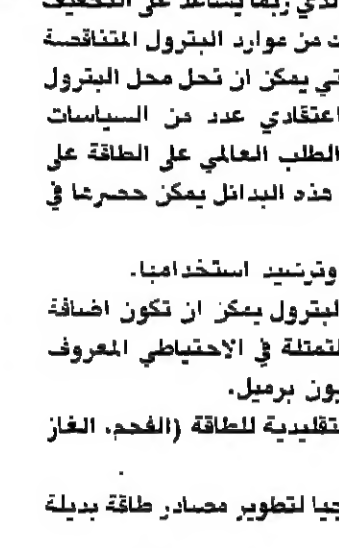 الذي ربما يساعد على التخفيف
ت من موارد البترول المتناقصة
تي يمكن ان تحل محل البترول
اعتقادي عدد من السياسات
الطلب العالمي على الطاقة على
هذه البدائل يمكن حصرها في
وترشيد استخدامها.
لبترول يمكن ان تكون اضافة
لتمتلة في الاحتياطي المعروف
يون برميل.
تقليدية للطاقة (الفحم، الغاز
جيا لتطوير مصادر طاقة بديلة